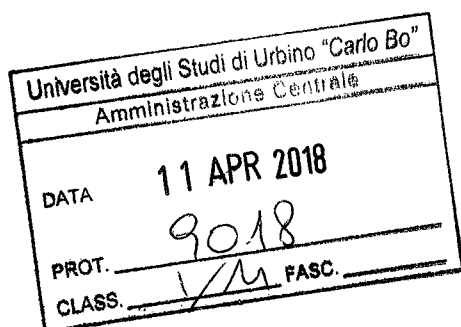 Università degli Studi di Urbino "Carlo Bo"
Amministrazione Centrale
DATA 11 APR 2018
PROT. 9018
CLASS. FASC.